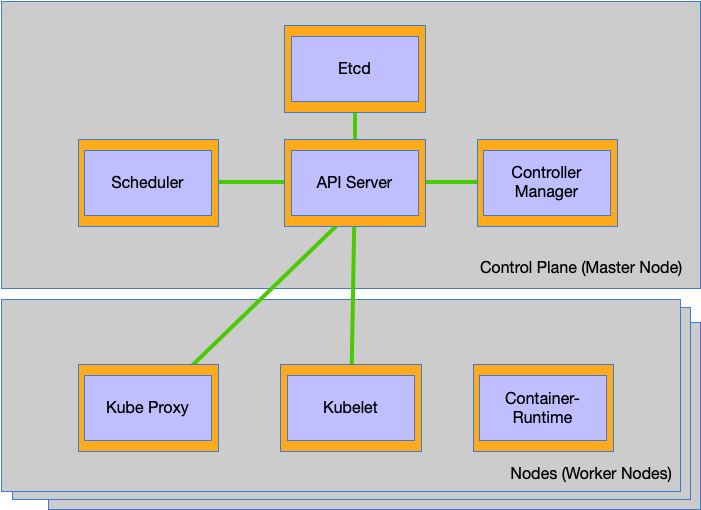 Etcd
Scheduler
API Server
Controller
Manager
Control Plane (Master Node)
Kube Proxy
Kubelet
Container-
Runtime
Nodes (Worker Nodes)